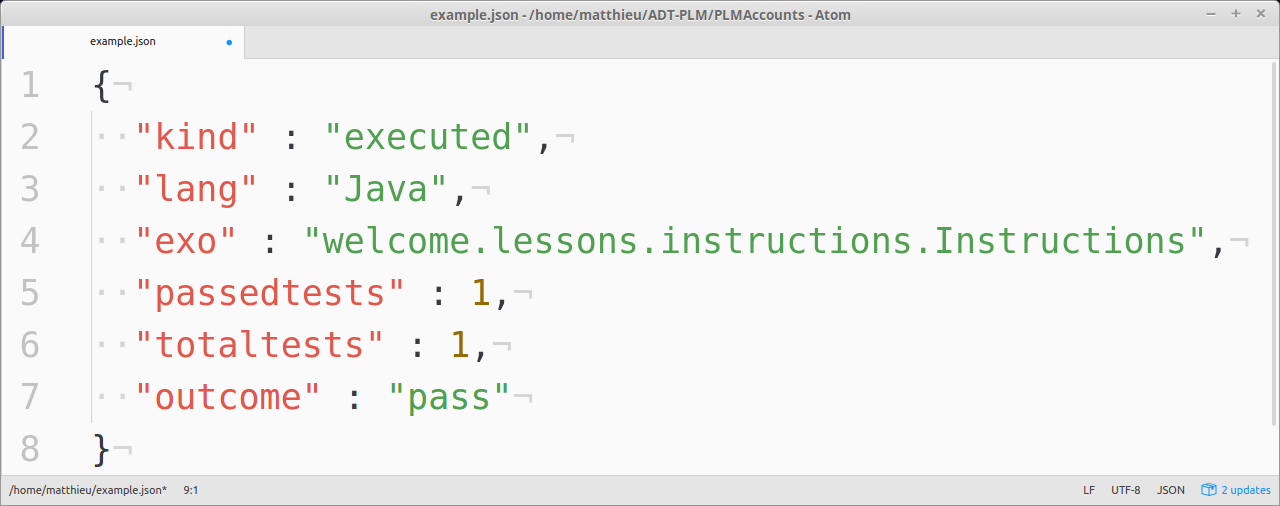 example.json - /home/matthieu/ADT-PLM/PLMAccounts - Atom
example.json
1 {¬
2 ··"kind" : "executed",¬
3 ··"lang" : "Java",¬
4 ··"exo" : "welcome.lessons.instructions.Instructions",¬
5 ··"passedtests" : 1,¬
6 ··"totaltests" : 1,¬
7 ··"outcome" : "pass"¬
8 }¬
/home/matthieu/example.json* 9:1 LF UTF-8 JSON 2 updates